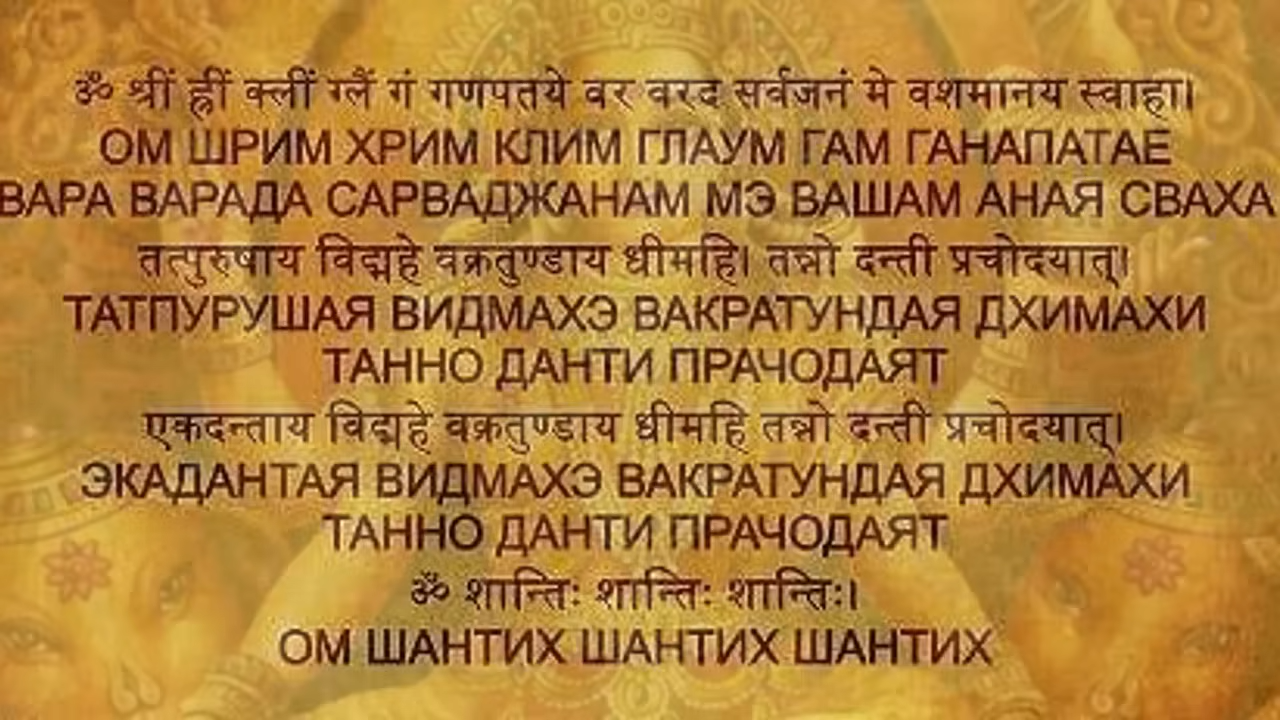 ॐ श्रीं ह्रीं क्लीं ग्लैं गं गणपतये वर वरद सर्वजनं मे वशमानय स्वाहा।
ОМ ШРИМ ХРИМ КЛИМ ГЛАУМ ГАМ ГАНАПАТАЕ
ВАРА ВАРАДА САРВАДЖАНАМ МЭ ВАШАМ АНАЯ СВАХА
तत्पुरुषाय विद्महे वक्रतुण्डाय धीमहि। तन्नो दन्ती प्रचोदयात्।
ТАТПУРУШАЯ ВИДМАХЭ ВАКРАТУНДАЯ ДХИМАХИ
ТАННО ДАНТИ ПРАЧОДАЯТ
एकदन्ताय विद्महे वक्रतुण्डाय धीमहि तन्नो दन्ती प्रचोदयात्।
ЭКАДАНТАЯ ВИДМАХЭ ВАКРАТУНДАЯ ДХИМАХИ
ТАННО ДАНТИ ПРАЧОДАЯТ
ॐ शान्तिः शान्तिः शान्तिः।
ОМ ШАНТИХ ШАНТИХ ШАНТИХ